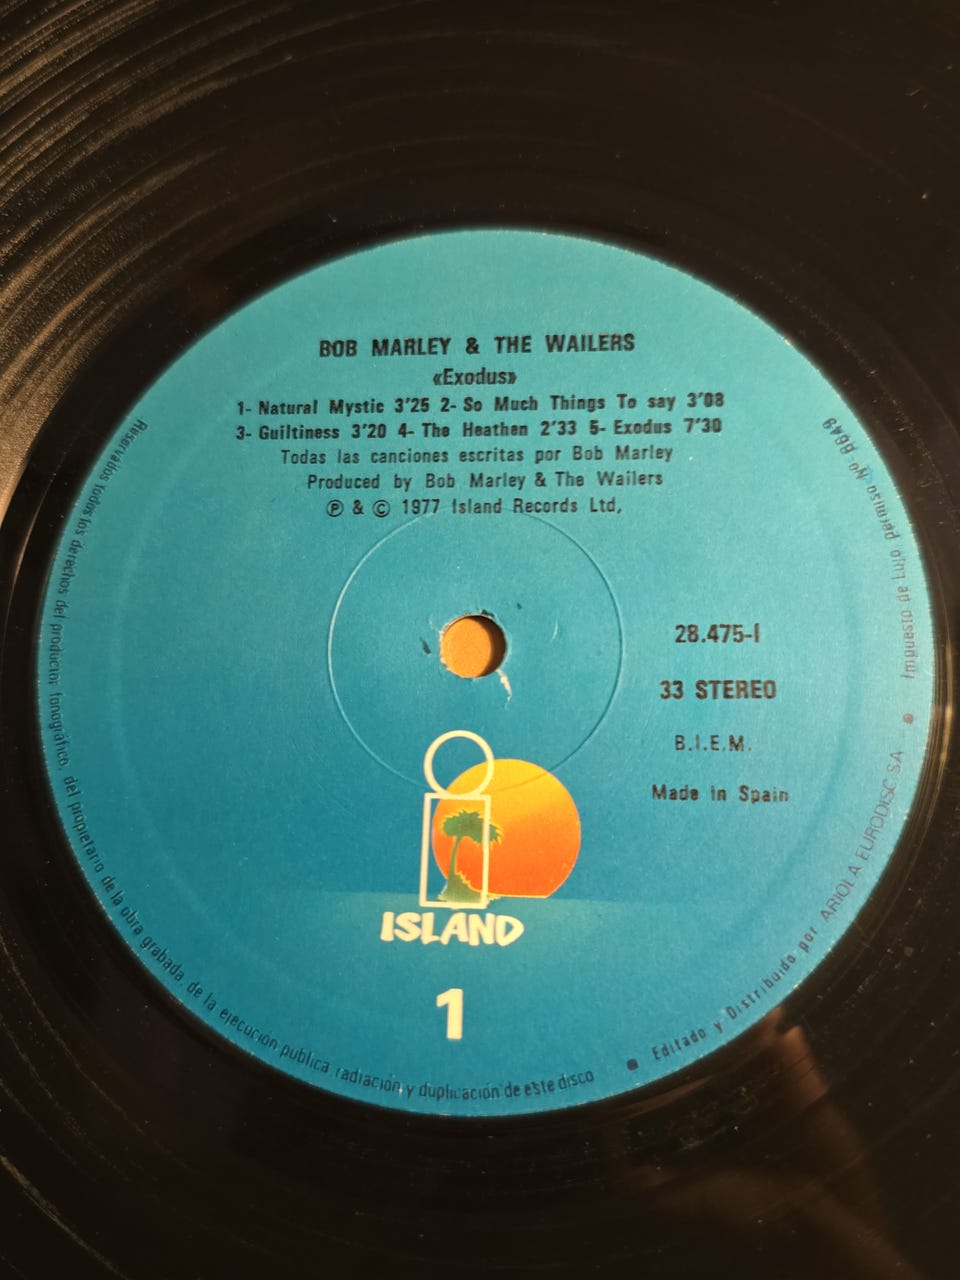 BOB MARLEY & THE WAILERS
«Exodus»
1- Natural Mystic 3'25 2- So Much Things To say 3'08
3- Guiltiness 3'20 4- The Heathen 2'33 5- Exodus 7'30
Todas las canciones escritas por Bob Marley
Produced by Bob Marley & The Wailers
Ⓟ & © 1977 Island Records Ltd,
28.475-I
33 STEREO
B.I.E.M.
Made in Spain
ISLAND
1
Reservados todos los derechos del productor fonográfico, del propietario de la obra grabada, de la ejecución publica, radiación y duplicación de este disco
● Editado y Distribuido por ARIOLA EURODISC SA ●
Impuesto de Lujo permiso No: 6649